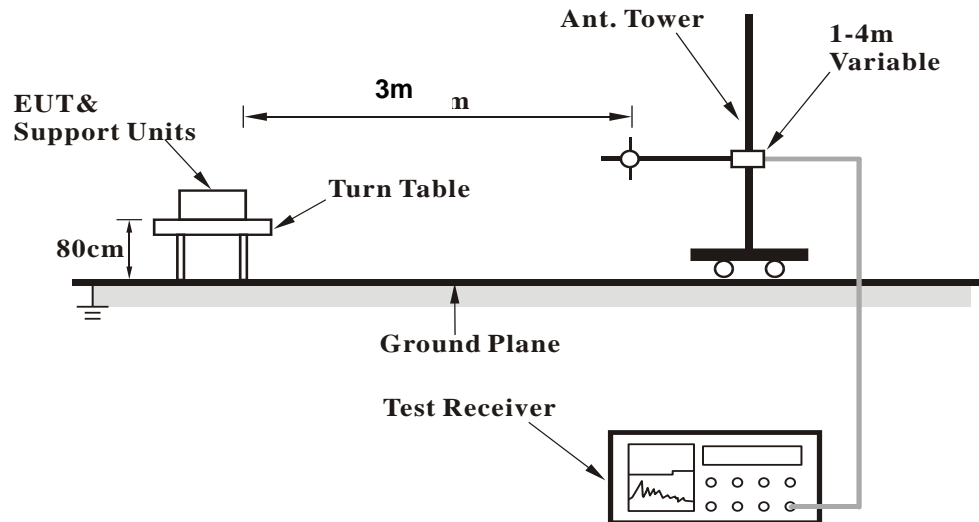 Ant. Tower
1-4m
Variable
3m
m
EUT&
Support Units
Turn Table
80cm
Ground Plane
Test Receiver